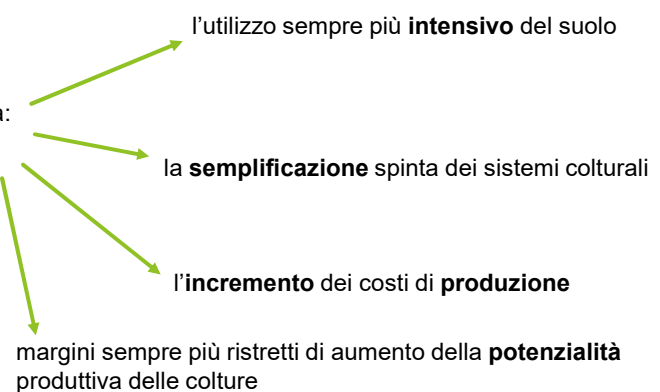 l’utilizzo sempre più intensivo del suolo
a:
la semplificazione spinta dei sistemi colturali
l’incremento dei costi di produzione
margini sempre più ristretti di aumento della potenzialità
produttiva delle colture